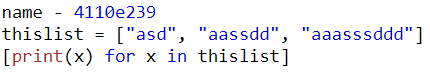 name - 4110e239
thislist = ["asd", "aassdd", "aaasssddd"]
[print(x) for x in thislist]